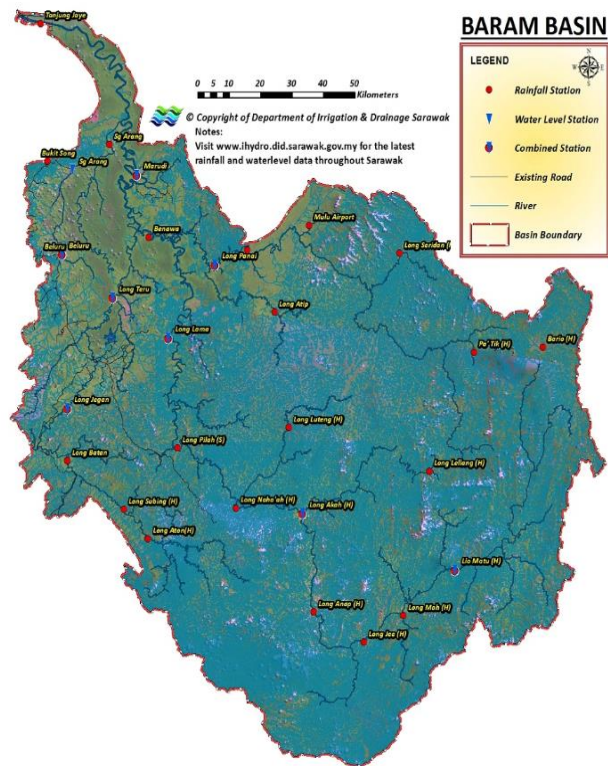 BARAM BASIN
LEGEND
Rainfall Station
Water Level Station
Combined Station
Existing Road
River
Basin Boundary
0 5 10 20 30 40 50
Kilometers
© Copyright of Department of Irrigation & Drainage Sarawak
Notes:
Visit www.ihydro.did.sarawak.gov.my for the latest
rainfall and waterlevel data throughout Sarawak
Tanjung Jaye
Sg Arang
Bukit Song
Sg Arang
Marudi
Benawa
Mulu Airport
Long Seridan (
Beluru
Beluru
Long Panai
Long Teru
Long Atip
Long Lama
Pa'Tik (H)
Bario (H)
Long Jegan
Long Luteng (H)
Long Pilah (S)
Long Batan
Long Lellang (H)
Long Subing (H)
Long Naha'ah (H)
Long Akah (H)
Long Aton(H)
Lio Matu (H)
Long Anap (H)
Long Moh (H)
Long Jee (H)